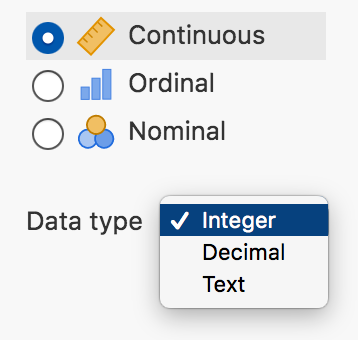 Continuous
Ordinal
Nominal
Data type
Integer
Decimal
Text